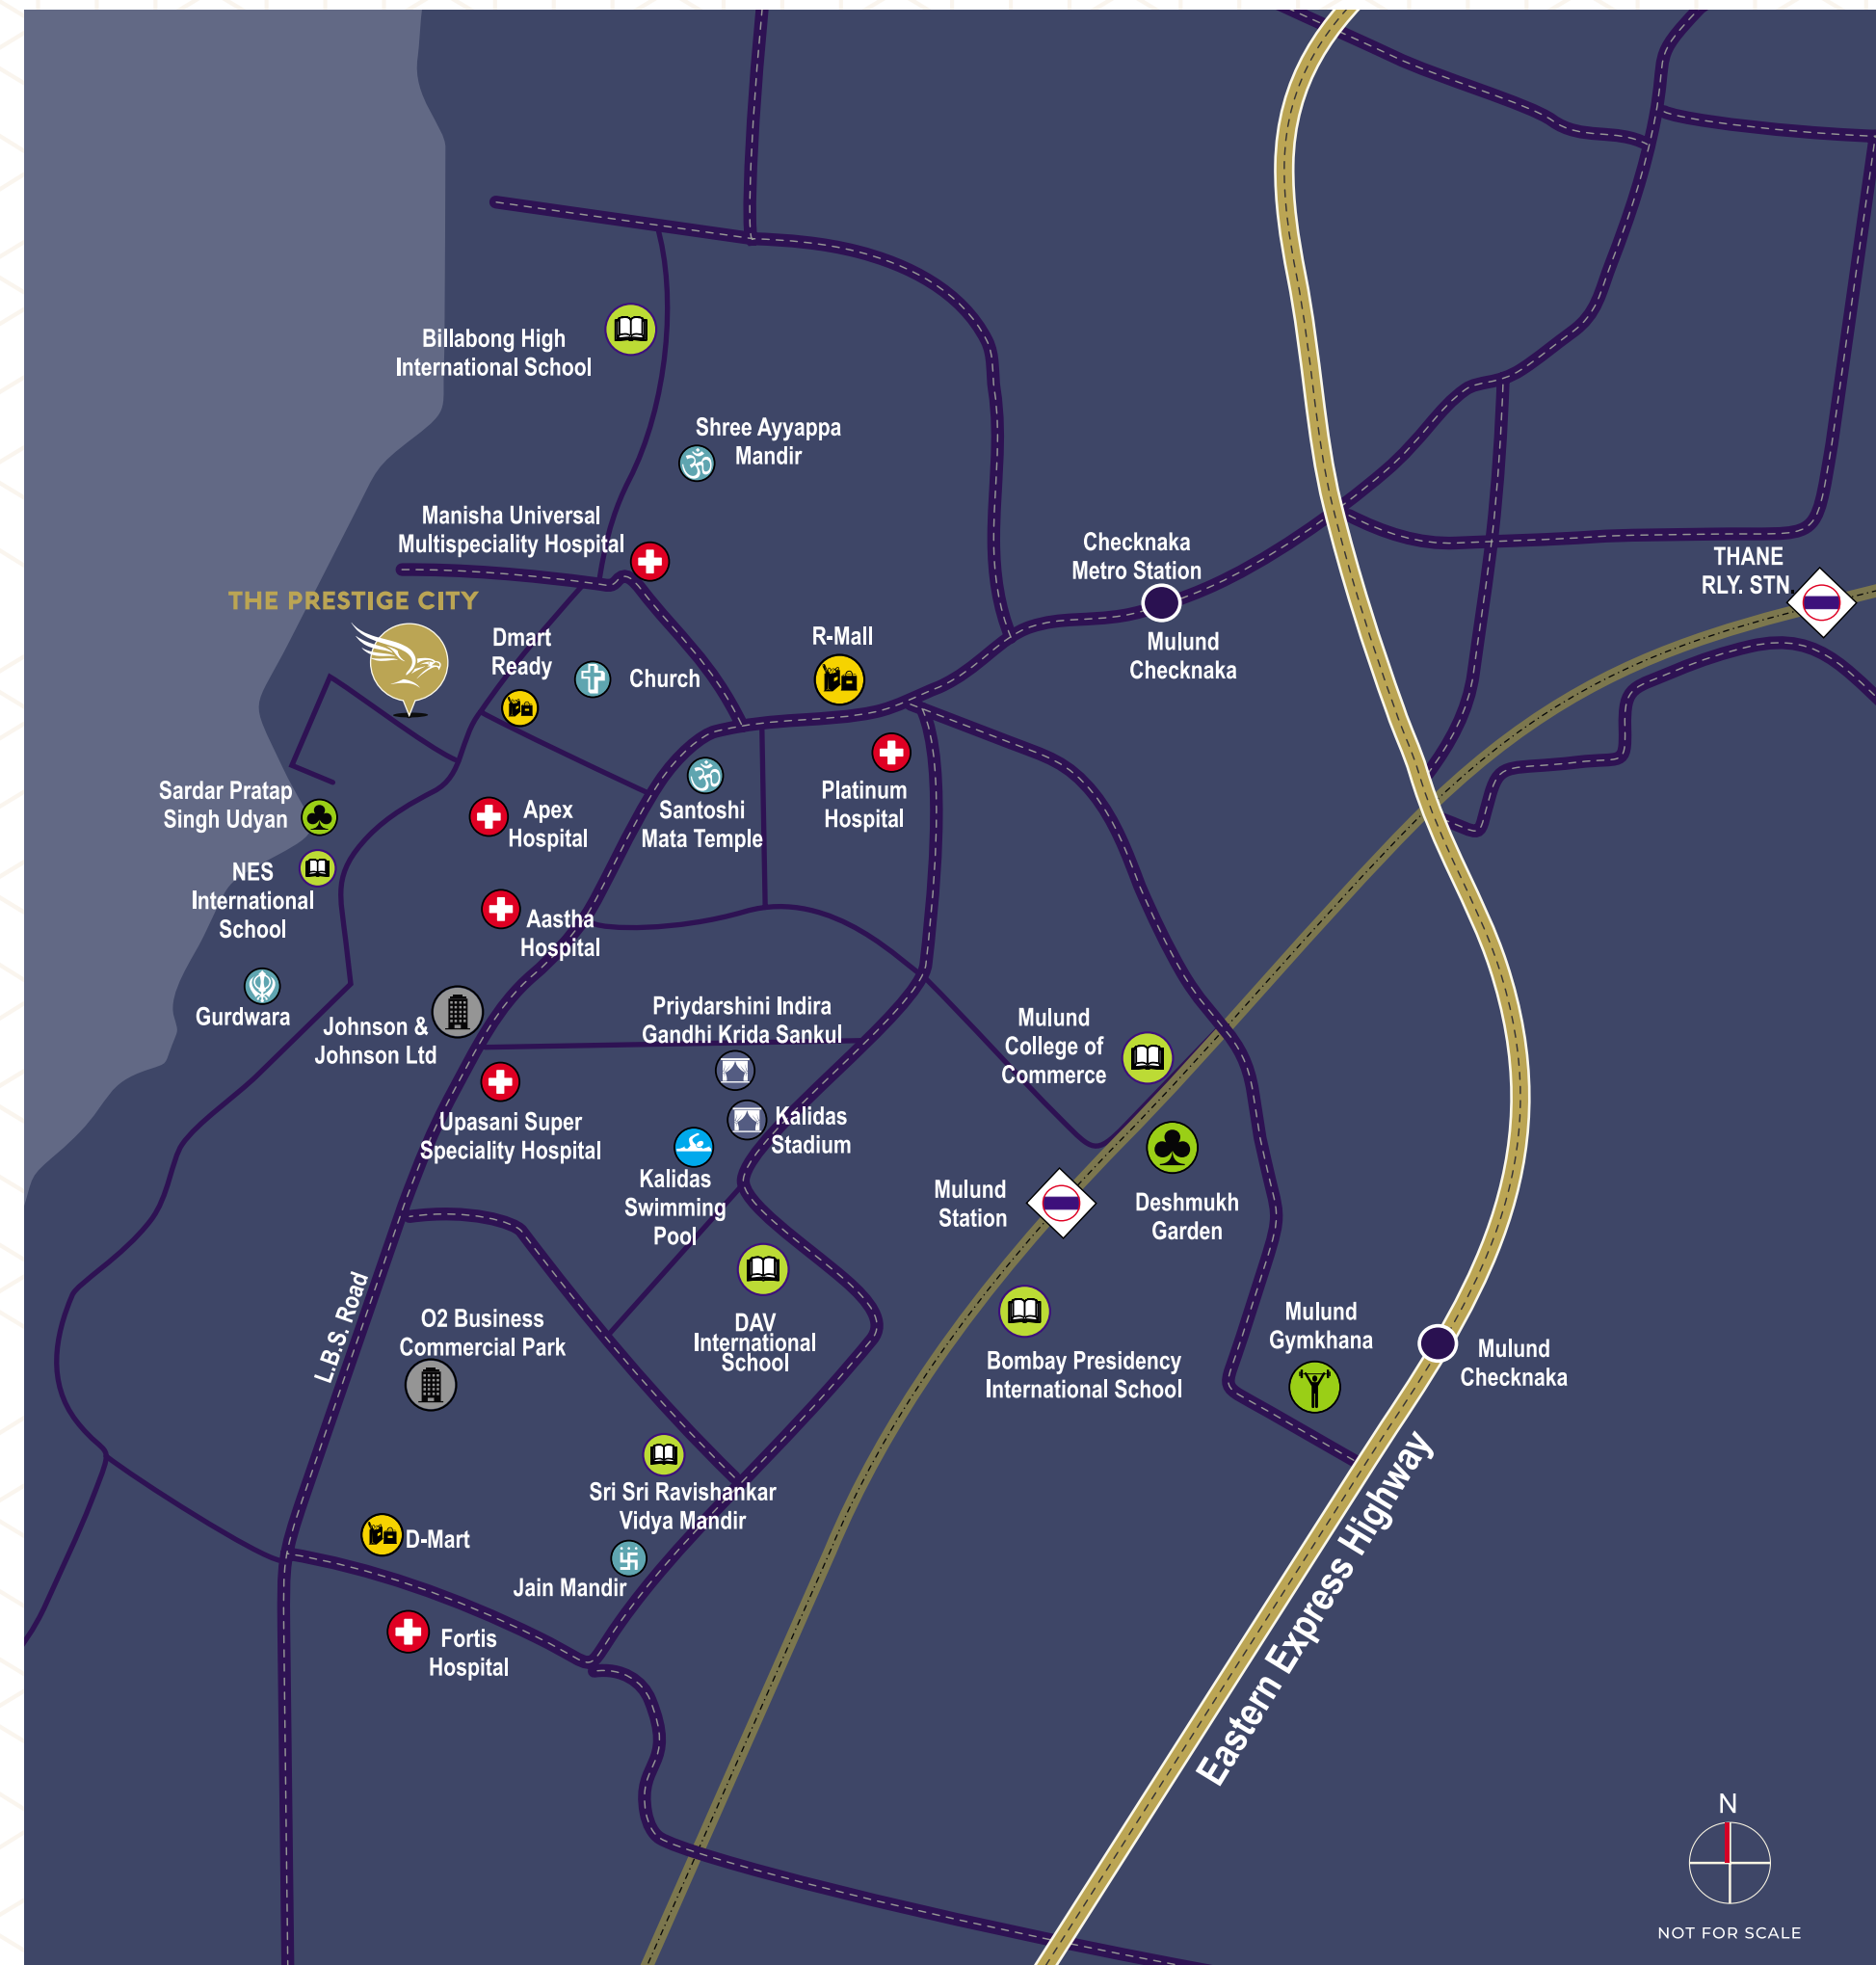 Billabong High
International School
Shree Ayyappa
Mandir
Manisha Universal
Multispeciality Hospital
Checknaka
Metro Station
Mulund
Checknaka
THANE
RLY. STN.
THE PRESTIGE CITY
Dmart
Ready
Church
R-Mall
Sardar Pratap
Singh Udyan
Apex
Hospital
Santoshi
Mata Temple
Platinum
Hospital
NES
International
School
Aastha
Hospital
Gurdwara
Johnson &
Johnson Ltd
Priydarshini Indira
Gandhi Krida Sankul
Mulund
College of
Commerce
Upasani Super
Speciality Hospital
Kalidas
Stadium
Kalidas
Swimming
Pool
Mulund
Station
Deshmukh
Garden
L.B.S. Road
O2 Business
Commercial Park
DAV
International
School
Bombay Presidency
International School
Mulund
Gymkhana
Mulund
Checknaka
Sri Sri Ravishankar
Vidya Mandir
D-Mart
Jain Mandir
Fortis
Hospital
Eastern Express Highway
N
NOT FOR SCALE